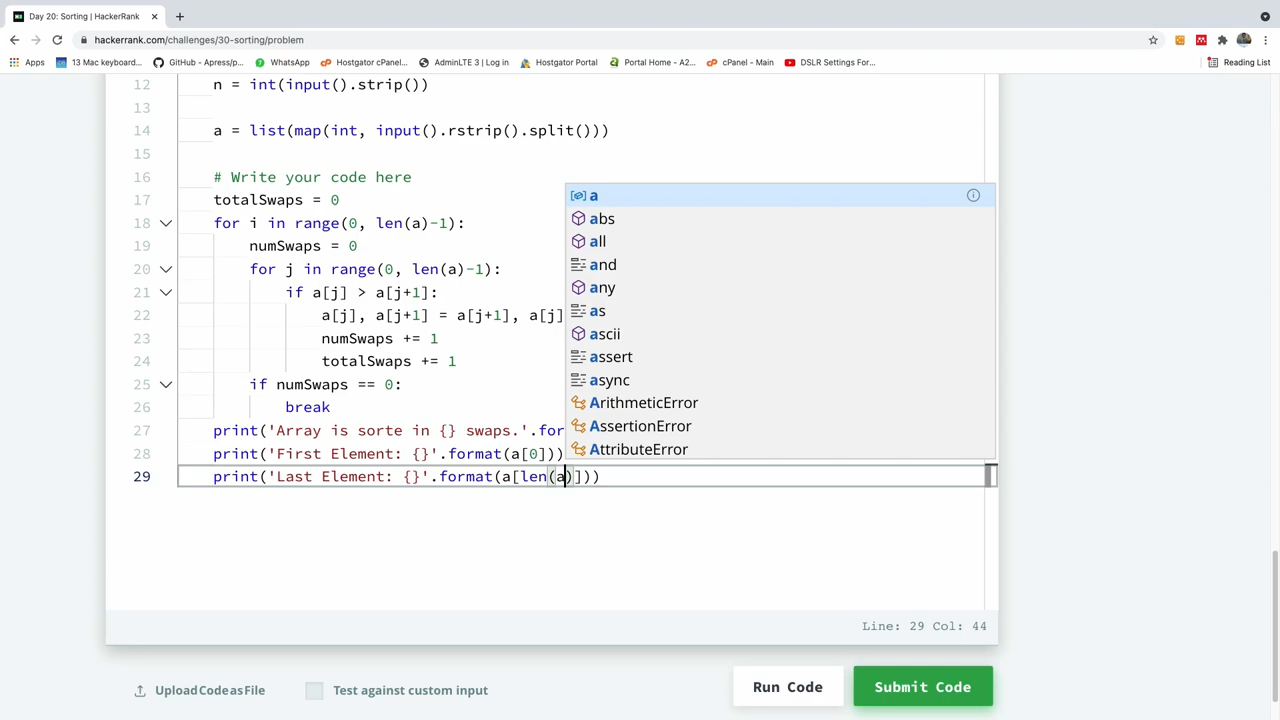 Day 20: Sorting | HackerRank
hackerrank.com/challenges/30-sorting/problem
Apps 13 Mac keyboard... GitHub - Apress/p... WhatsApp Hostgator cPanel... AdminLTE 3 | Log in Hostgator Portal Portal Home - A2... cPanel - Main DSLR Settings For... Reading List
12 n = int(input().strip())
13
14 a = list(map(int, input().rstrip().split()))
15
16 # Write your code here
17 totalSwaps = 0
18 for i in range(0, len(a)-1):
19 numSwaps = 0
20 for j in range(0, len(a)-1):
21 if a[j] > a[j+1]:
22 a[j], a[j+1] = a[j+1], a[j]
23 numSwaps += 1
24 totalSwaps += 1
25 if numSwaps == 0:
26 break
27 print('Array is sorte in {} swaps.'.for
28 print('First Element: {}'.format(a[0]))
29 print('Last Element: {}'.format(a[len(a)]))
a
abs
all
and
any
as
ascii
assert
async
ArithmeticError
AssertionError
AttributeError
Line: 29 Col: 44
Upload Code as File Test against custom input Run Code Submit Code